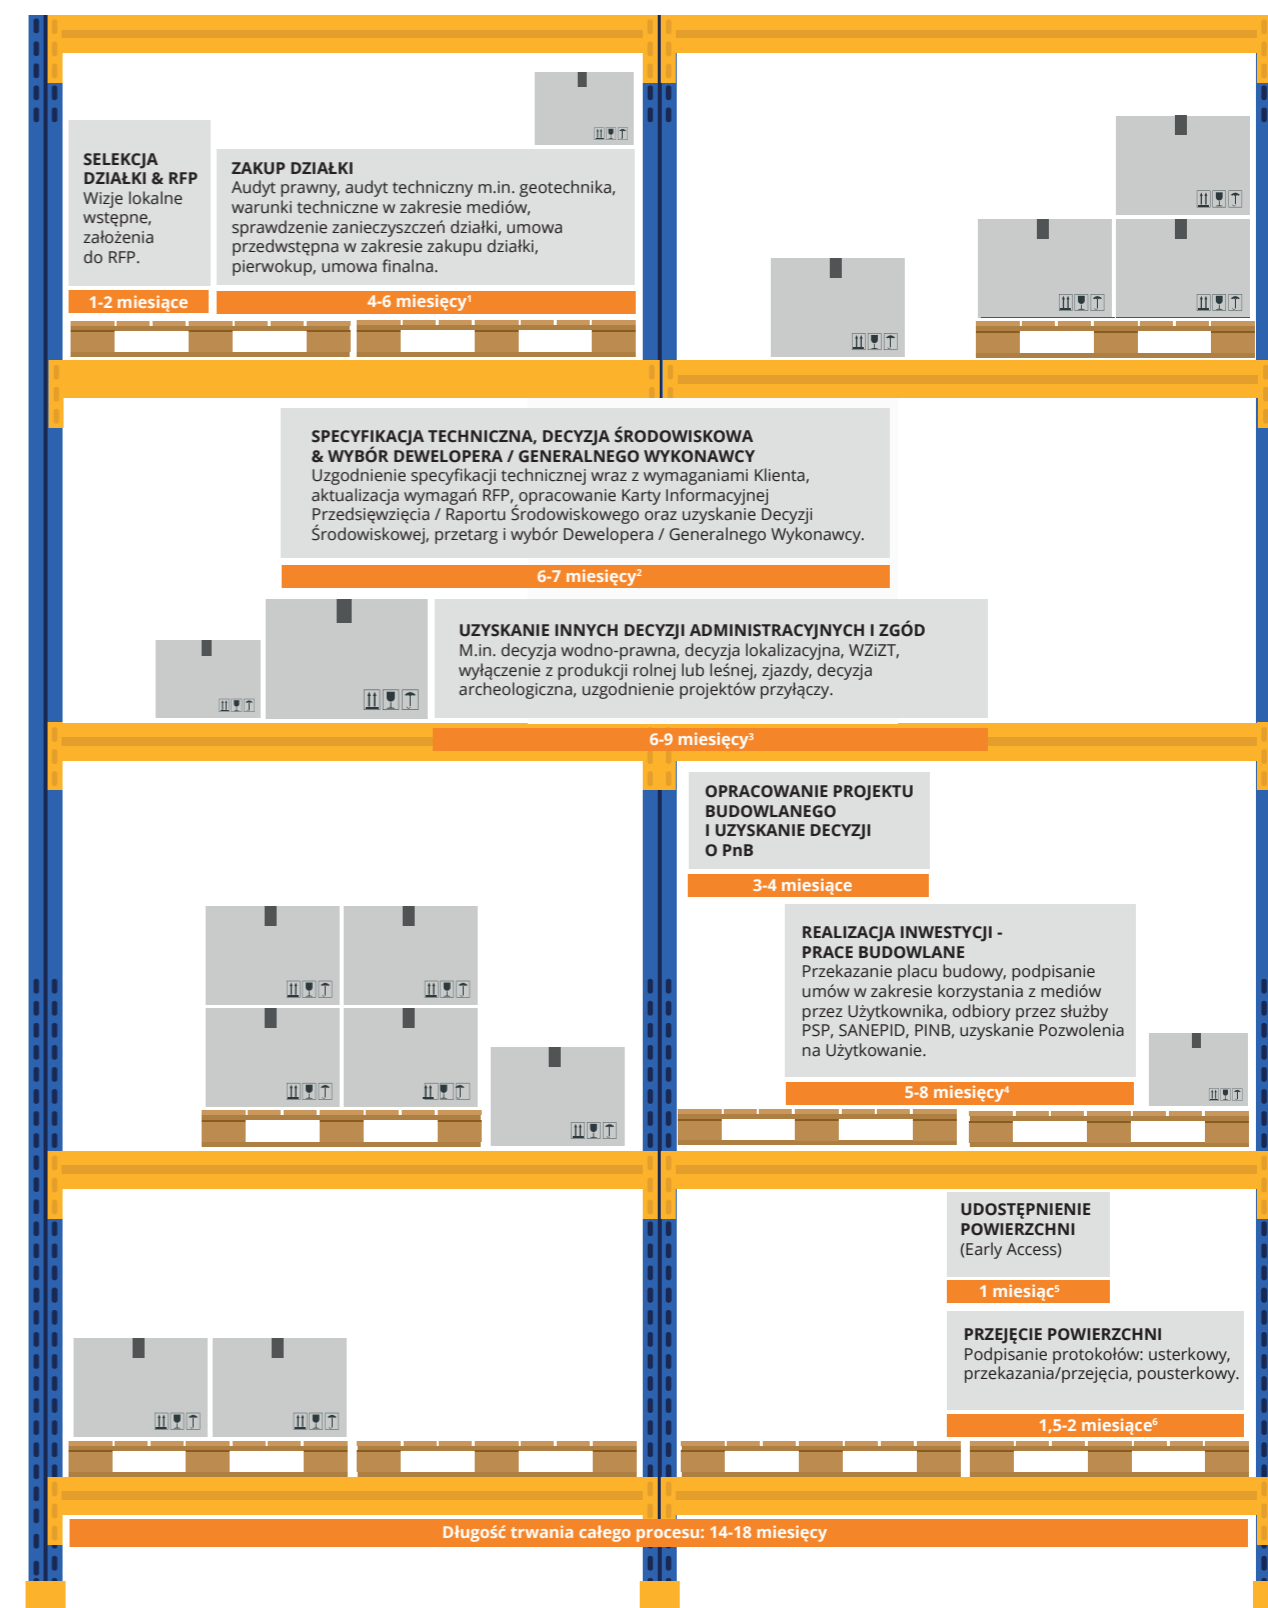 SELEKCJA
DZIAŁKI & RFP
Wizje lokalne
wstępne,
założenia
do RFP.
1-2 miesiące
ZAKUP DZIAŁKI
Audyt prawny, audyt techniczny m.in. geotechnika,
warunki techniczne w zakresie mediów,
sprawdzenie zanieczyszczeń działki, umowa
przedwstępna w zakresie zakupu działki,
pierwokup, umowa finalna.
4-6 miesięcy¹
SPECYFIKACJA TECHNICZNA, DECYZJA ŚRODOWISKOWA
& WYBÓR DEWELOPERA / GENERALNEGO WYKONAWCY
Uzgodnienie specyfikacji technicznej wraz z wymaganiami Klienta,
aktualizacja wymagań RFP, opracowanie Karty Informacyjnej
Przedsięwzięcia / Raportu Środowiskowego oraz uzyskanie Decyzji
Środowiskowej, przetarg i wybór Dewelopera / Generalnego Wykonawcy.
6-7 miesięcy²
UZYSKANIE INNYCH DECYZJI ADMINISTRACYJNYCH I ZGÓD
M.in. decyzja wodno-prawna, decyzja lokalizacyjna, WZiZT,
wyłączenie z produkcji rolnej lub leśnej, zjazdy, decyzja
archeologiczna, uzgodnienie projektów przyłączy.
6-9 miesięcy³
OPRACOWANIE PROJEKTU
BUDOWLANEGO
I UZYSKANIE DECYZJI
O PnB
3-4 miesiące
REALIZACJA INWESTYCJI -
PRACE BUDOWLANE
Przekazanie placu budowy, podpisanie
umów w zakresie korzystania z mediów
przez Użytkownika, odbiory przez służby
PSP, SANEPID, PINB, uzyskanie Pozwolenia
na Użytkowanie.
5-8 miesięcy⁴
UDOSTĘPNIENIE
POWIERZCHNI
(Early Access)
1 miesiąc⁵
PRZEJĘCIE POWIERZCHNI
Podpisanie protokołów: usterkowy,
przekazania/przejęcia, pousterkowy.
1,5-2 miesiące⁶
Długość trwania całego procesu: 14-18 miesięcy